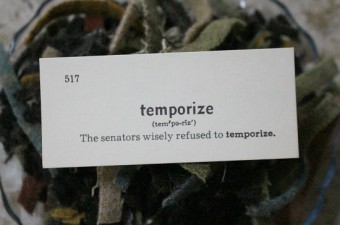 517
temporize
(tem′pə-rīz′)
The senators wisely refused to temporize.